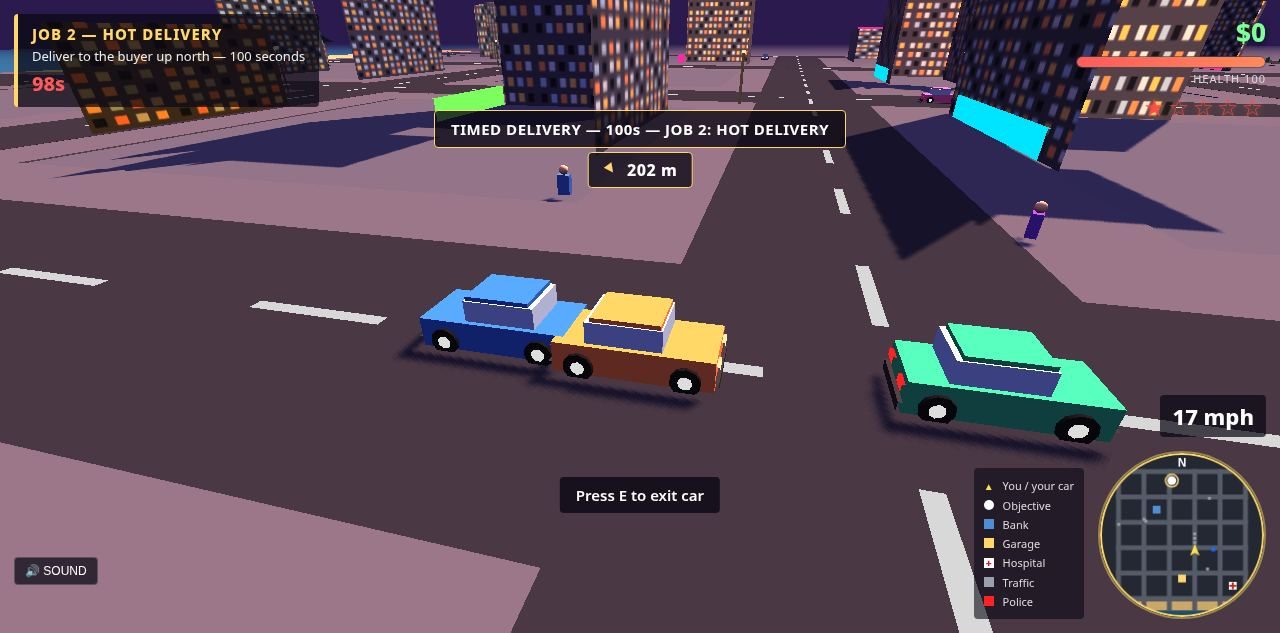 JOB 2 — HOT DELIVERY
Deliver to the buyer up north — 100 seconds
98s
$0
HEALTH 100
TIMED DELIVERY — 100s — JOB 2: HOT DELIVERY
202 m
17 mph
Press E to exit car
N
You / your car
Objective
Bank
Garage
Hospital
Traffic
Police
SOUND